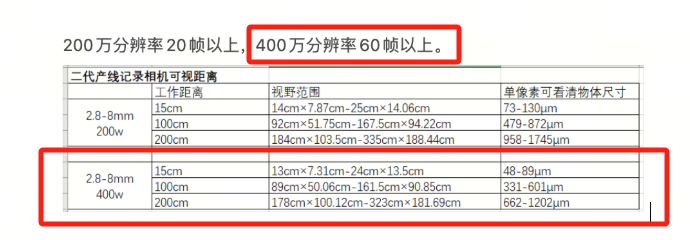 200万分辨率20帧以上,400万分辨率60帧以上。
二代产线记录相机可视距离
工作距离 视野范围 单像素可看清物体尺寸
2.8-8mm 200w
15cm 14cm×7.87cm-25cm×14.06cm 73-130μm
100cm 92cm×51.75cm-167.5cm×94.22cm 479-872μm
200cm 184cm×103.5cm-335cm×188.44cm 958-1745μm
2.8-8mm 400w
15cm 13cm×7.31cm-24cm×13.5cm 48-89μm
100cm 89cm×50.06cm-161.5cm×90.85cm 331-601μm
200cm 178cm×100.12cm-323cm×181.69cm 662-1202μm